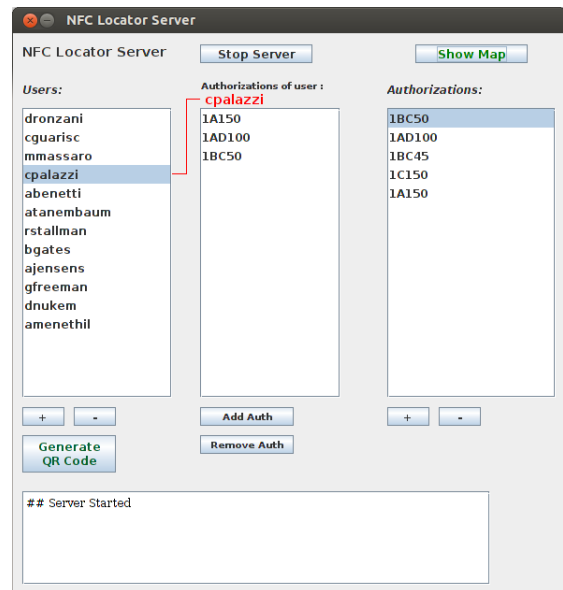 NFC Locator Server
NFC Locator Server
Stop Server
Show Map
Users:
Authorizations of user :
cpalazzi
Authorizations:
dronzani
cguarisc
mmassaro
cpalazzi
abenetti
atanembaum
rstallman
bgates
ajensens
gfreeman
dnukem
amenethil
1A150
1AD100
1BC50
1BC50
1AD100
1BC45
1C150
1A150
+
-
Add Auth
+
-
Generate
QR Code
Remove Auth
## Server Started